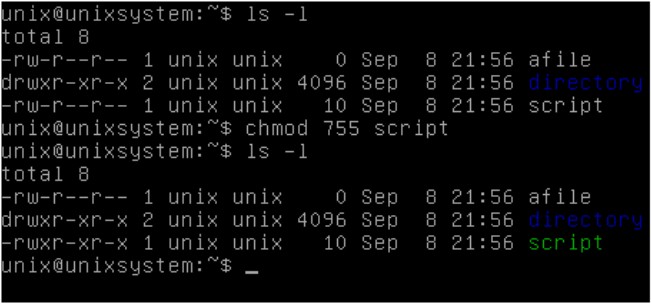 unix@unixsystem:~$ ls -l
total 8
-rw-r--r-- 1 unix unix    0 Sep  8 21:56 afile
drwxr-xr-x 2 unix unix 4096 Sep  8 21:56 directory
-rw-r--r-- 1 unix unix   10 Sep  8 21:56 script
unix@unixsystem:~$ chmod 755 script
unix@unixsystem:~$ ls -l
total 8
-rw-r--r-- 1 unix unix    0 Sep  8 21:56 afile
drwxr-xr-x 2 unix unix 4096 Sep  8 21:56 directory
-rwxr-xr-x 1 unix unix   10 Sep  8 21:56 script
unix@unixsystem:~$ _